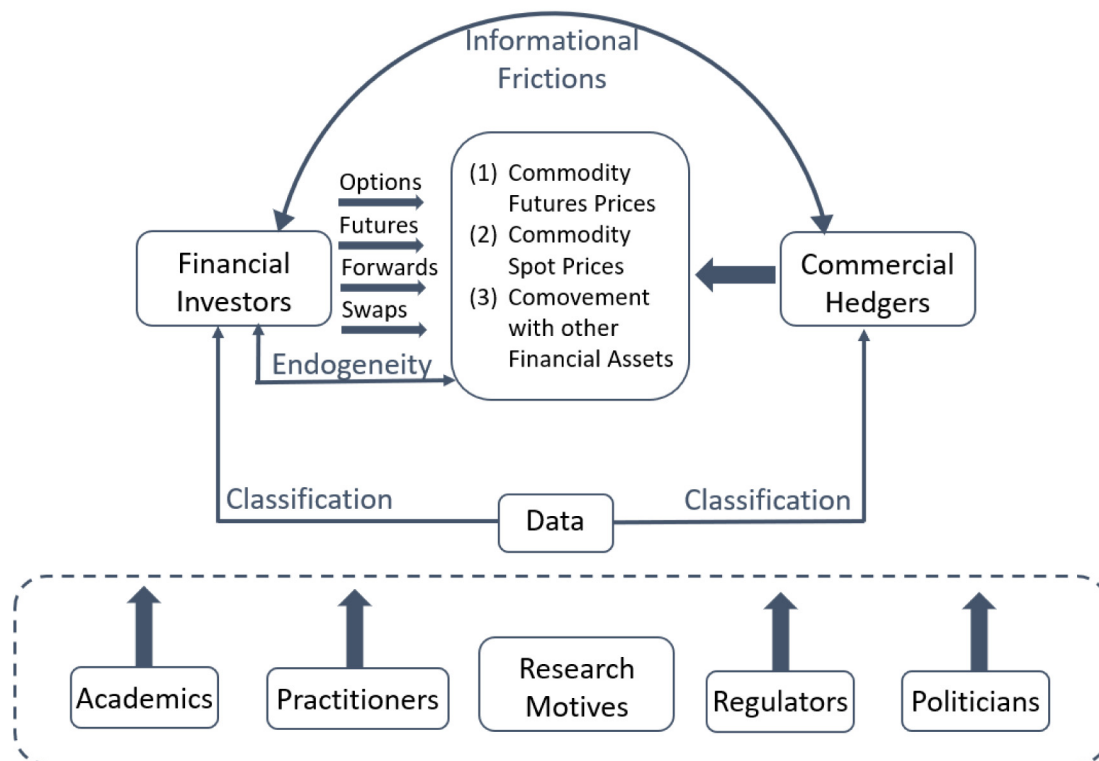 Informational
Frictions
Options
Futures
Forwards
Swaps
Financial
Investors
Endogeneity
(1) Commodity
Futures Prices
(2) Commodity
Spot Prices
(3) Comovement
with other
Financial Assets
Commercial
Hedgers
Classification
Data
Classification
Academics
Practitioners
Research
Motives
Regulators
Politicians